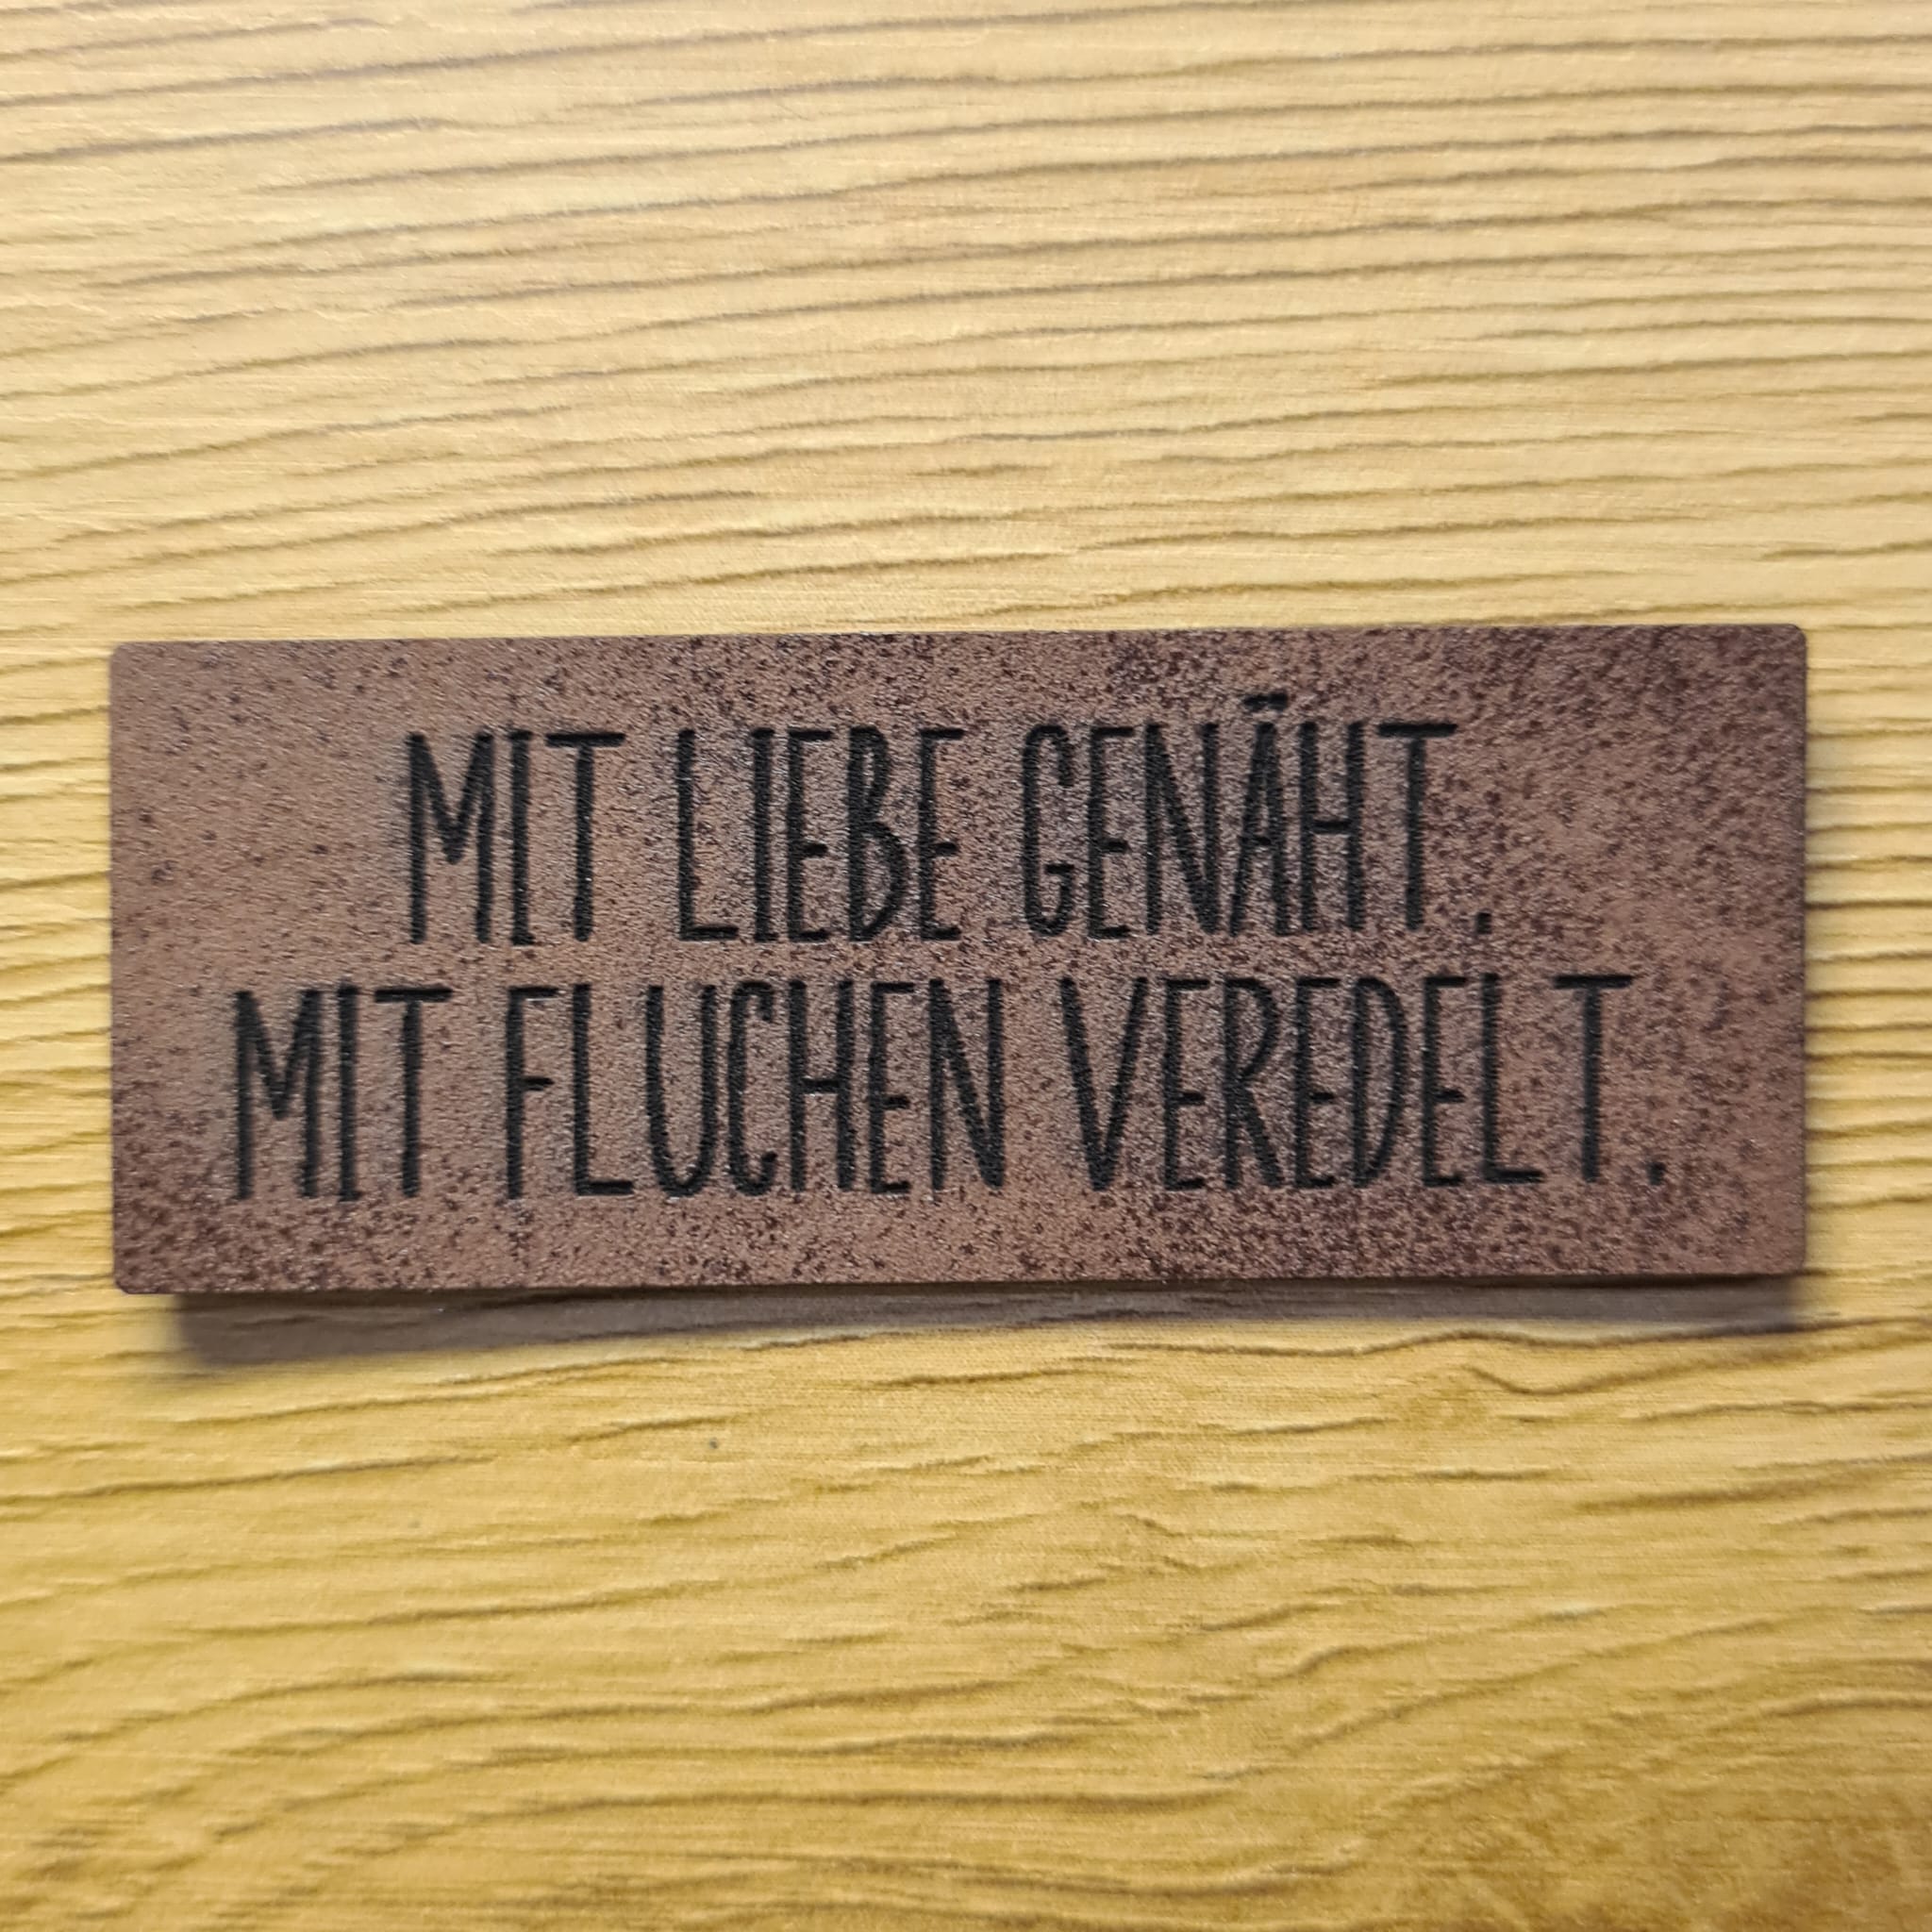 MIT LIEBE GENÄHT,
MIT FLUCHEN VEREDELT.